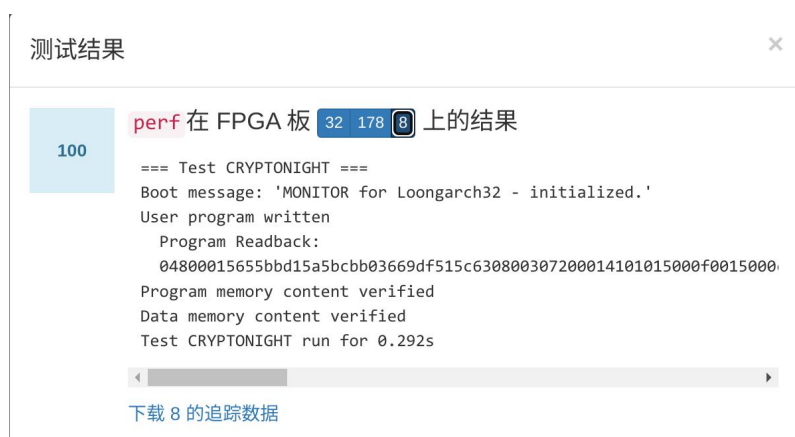 测试结果
×
100
perf 在 FPGA 板 32 178 8 上的结果
=== Test CRYPTONIGHT ===
Boot message: 'MONITOR for Loongarch32 - initialized.'
User program written
Program Readback:
04800015655bbd15a5bcbb03669df515c630800307200014101015000f0015000
Program memory content verified
Data memory content verified
Test CRYPTONIGHT run for 0.292s
下载 8 的追踪数据